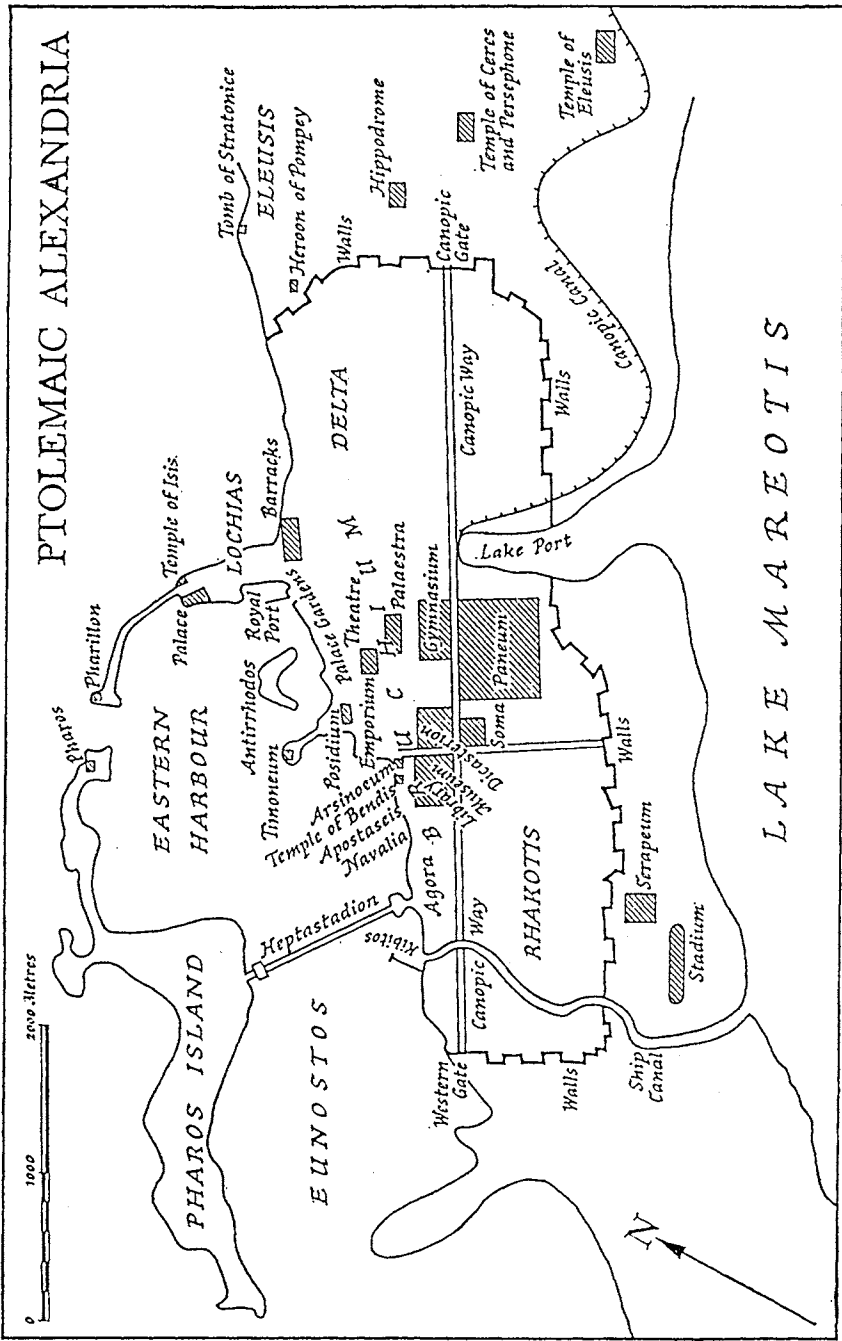 PTOLEMAIC ALEXANDRIA
0 1000 2000 Metres
Pharos
Pharillon
Temple of Isis
Palace
LOCHIAS
Royal
Port
Barracks
EASTERN
HARBOUR
Antirrhodos
Timoneum
Palace Gardens
PHAROS ISLAND
Heptastadion
EUNOSTOS
Kibitos
Tomb of Stratonice
ELEUSIS
Heroon of Pompey
Walls
Hippodrome
Temple of Ceres
and Persephone
Temple of
Eleusis
Canopic
Gate
DELTA
Posidium
Theatre
Emporium
Palaestra
Arsinoeum
Temple of Bendis
Apostaseis
Navalia
BRUCHIUM
Agora
Library
Museum
Dicasterion
Gymnasium
Soma
Paneum
Canopic Way
Canopic Way
Western
Gate
RHAKOTIS
Lake Port
Walls
Walls
Walls
Canopic Canal
Serapeum
Stadium
Ship
Canal
LAKE MAREOTIS
N